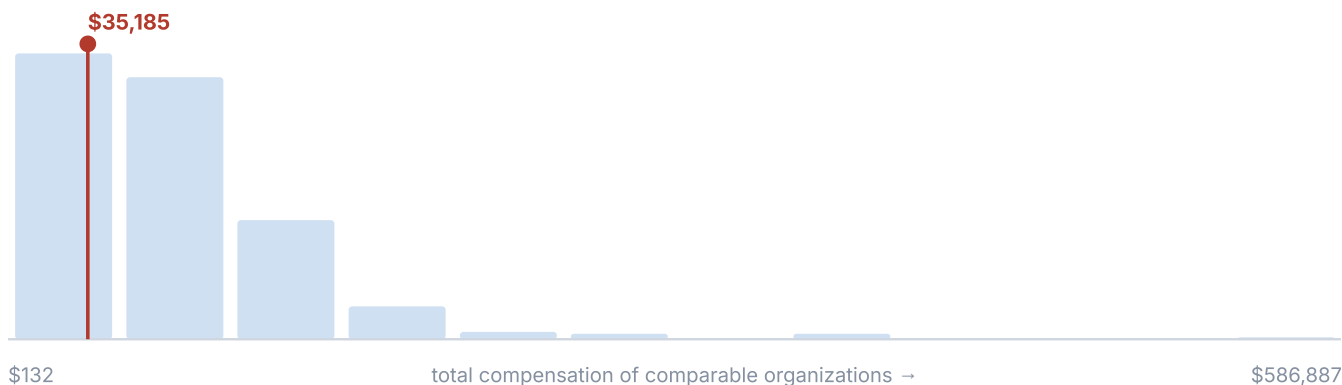 $35,185
$132 total compensation of comparable organizations → $586,887